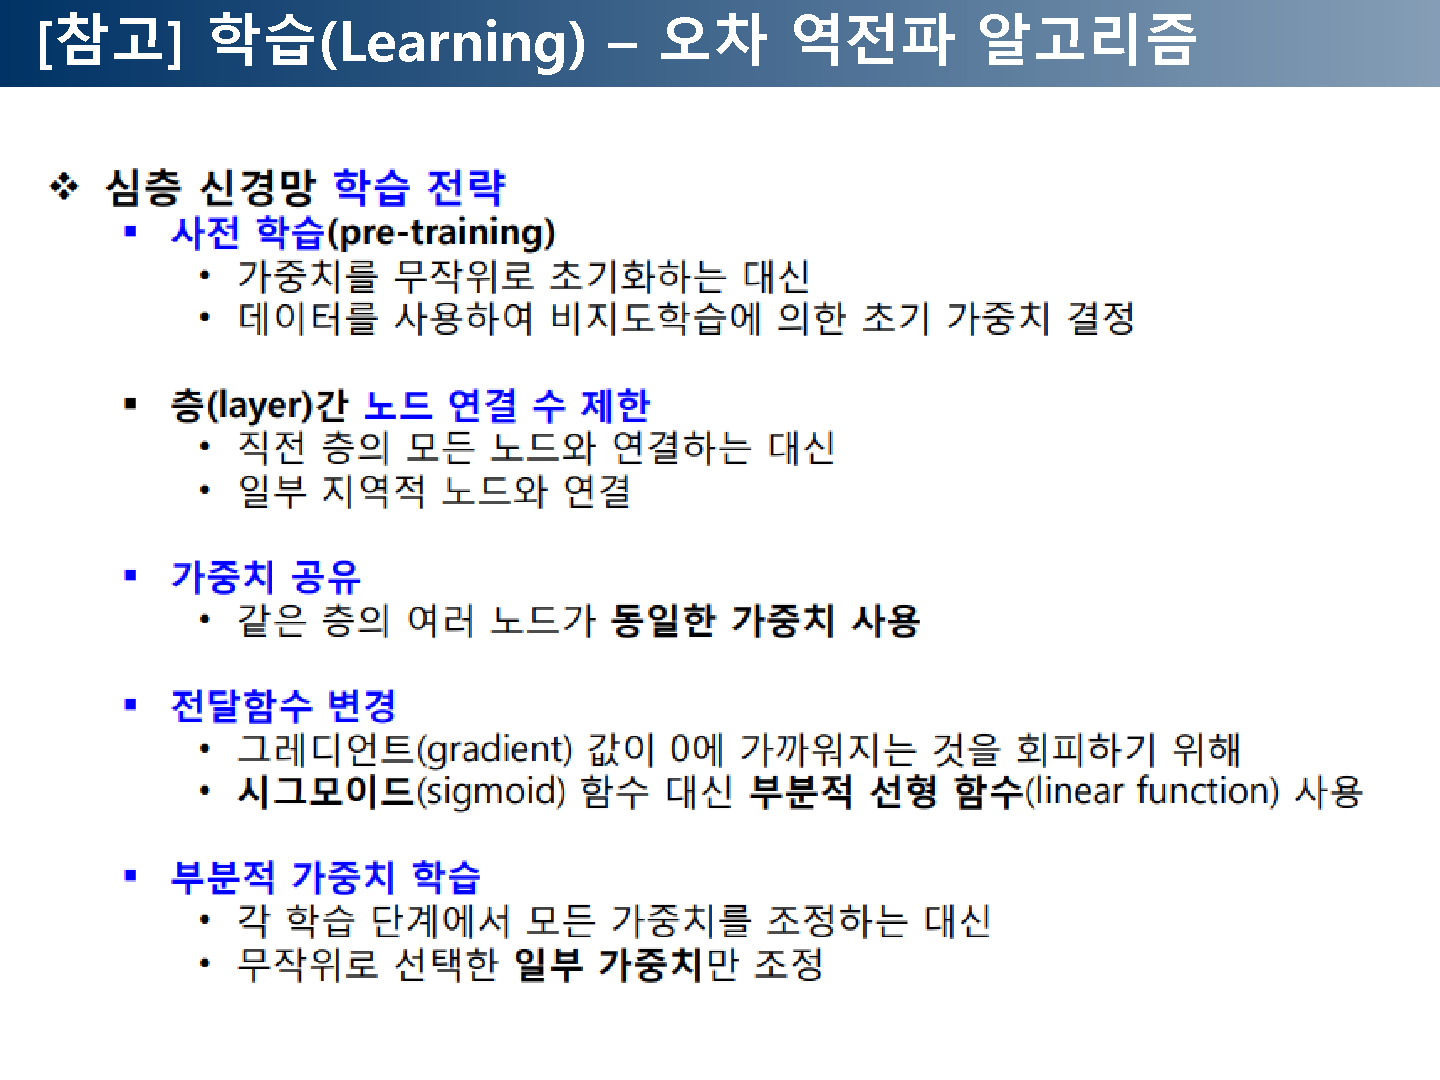 [참고] 학습(Learning) – 오차 역전파 알고리즘
❖ 심층 신경망 학습 전략
▪ 사전 학습(pre-training)
• 가중치를 무작위로 초기화하는 대신
• 데이터를 사용하여 비지도학습에 의한 초기 가중치 결정
▪ 층(layer)간 노드 연결 수 제한
• 직전 층의 모든 노드와 연결하는 대신
• 일부 지역적 노드와 연결
▪ 가중치 공유
• 같은 층의 여러 노드가 동일한 가중치 사용
▪ 전달함수 변경
• 그레디언트(gradient) 값이 0에 가까워지는 것을 회피하기 위해
• 시그모이드(sigmoid) 함수 대신 부분적 선형 함수(linear function) 사용
▪ 부분적 가중치 학습
• 각 학습 단계에서 모든 가중치를 조정하는 대신
• 무작위로 선택한 일부 가중치만 조정